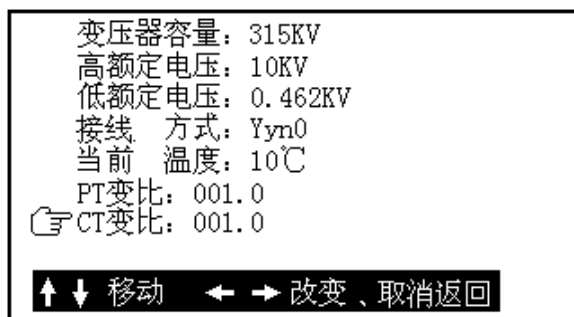 变压器容量：315KV
高额定电压：10KV
低额定电压：0.462KV
接线 方式：Yyn0
当前 温度：10℃
PT变比：001.0
CT变比：001.0
↑ ↓ 移动 ← → 改变、取消返回